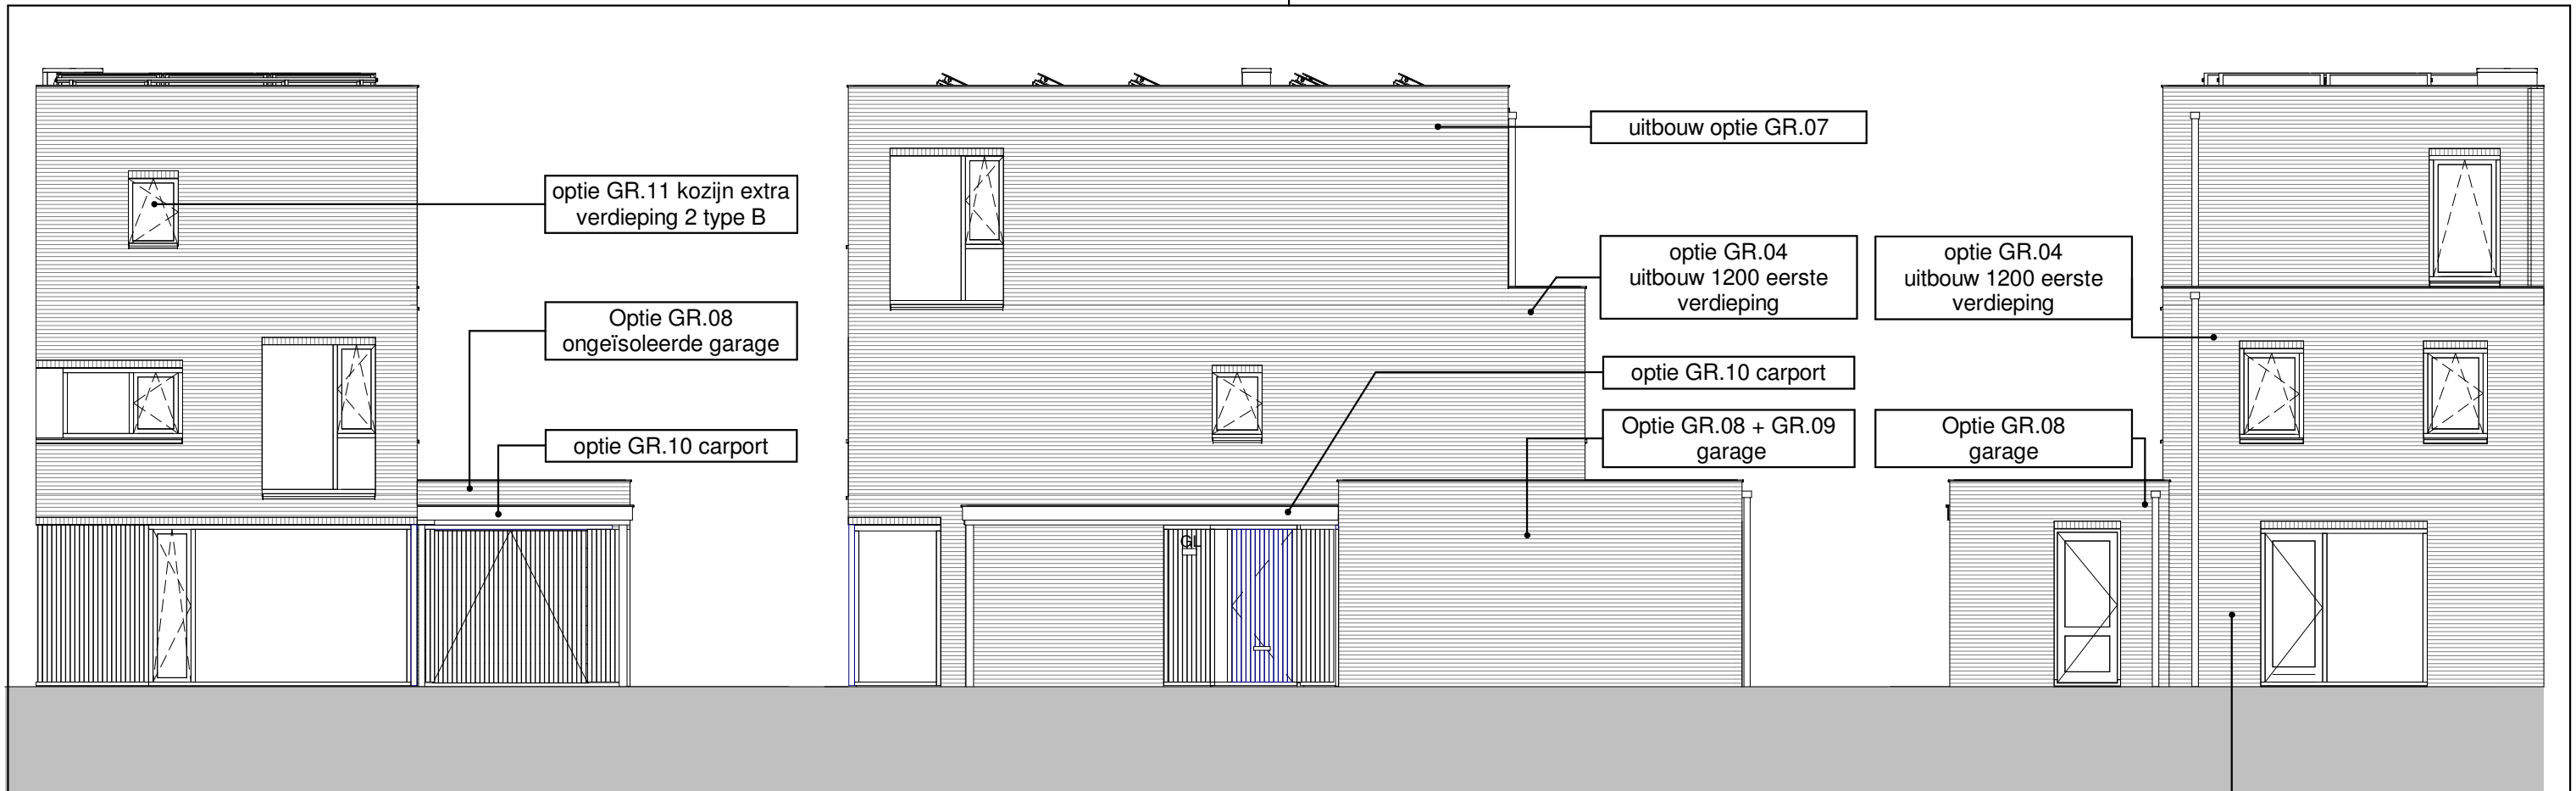 optie GR.11 kozijn extra
verdieping 2 type B
Optie GR.08
ongeïsoleerde garage
optie GR.10 carport
uitbouw optie GR.07
optie GR.04
uitbouw 1200 eerste
verdieping
optie GR.10 carport
Optie GR.08 + GR.09
garage
GL
optie GR.04
uitbouw 1200 eerste
verdieping
Optie GR.08
garage